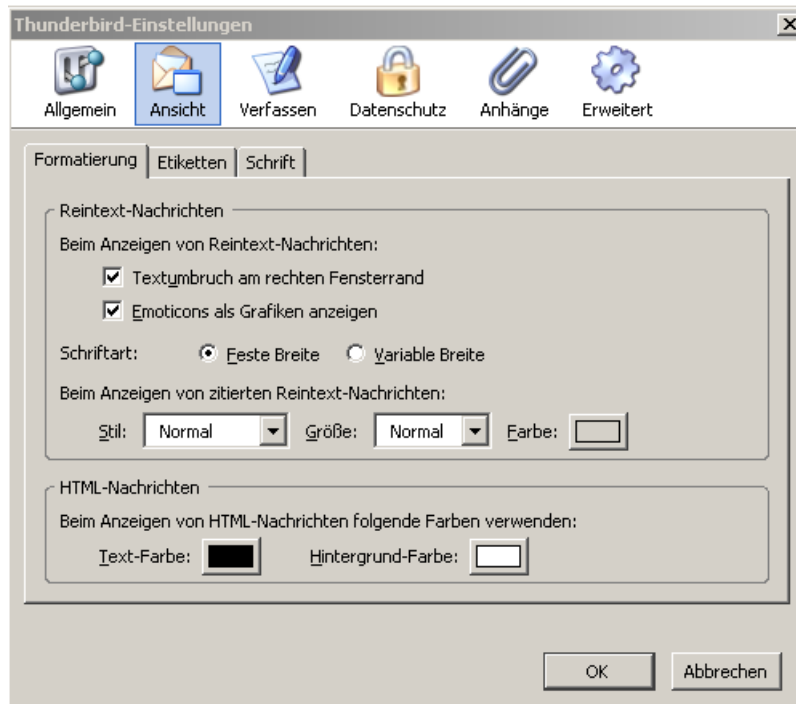 Thunderbird-Einstellungen
Allgemein Ansicht Verfassen Datenschutz Anhänge Erweitert
Formatierung Etiketten Schrift
Reintext-Nachrichten
Beim Anzeigen von Reintext-Nachrichten:
Textumbruch am rechten Fensterrand
Emoticons als Grafiken anzeigen
Schriftart: Feste Breite Variable Breite
Beim Anzeigen von zitierten Reintext-Nachrichten:
Stil: Normal Größe: Normal Farbe:
HTML-Nachrichten
Beim Anzeigen von HTML-Nachrichten folgende Farben verwenden:
Text-Farbe: Hintergrund-Farbe:
OK Abbrechen